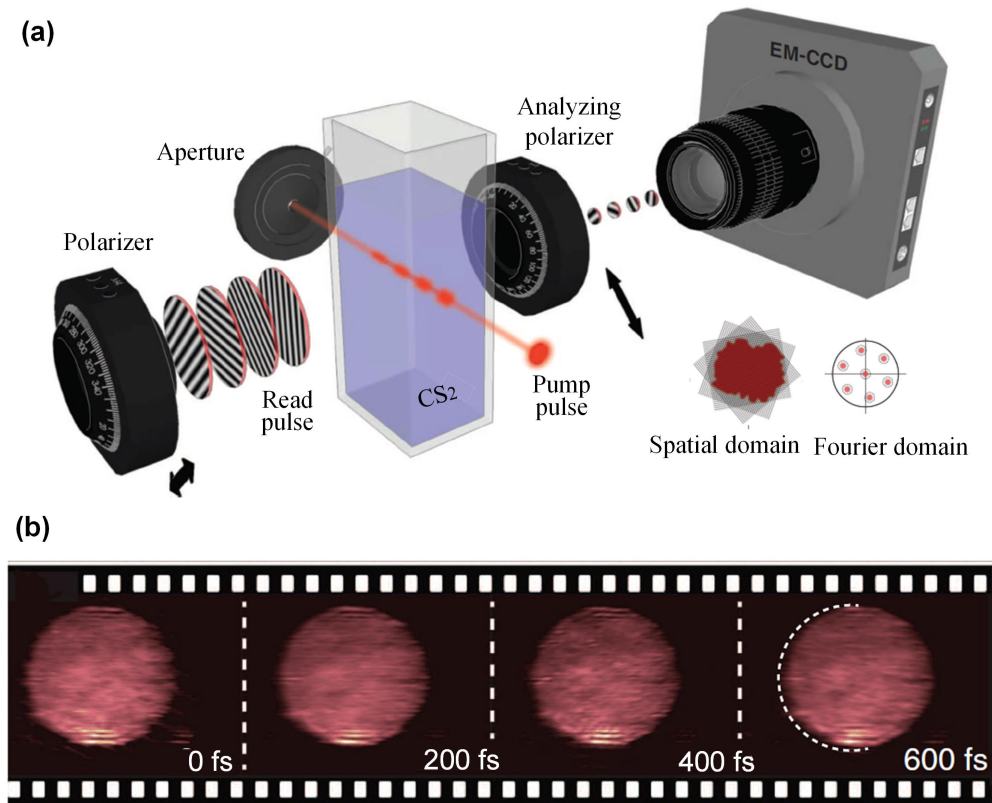 (a)
EM-CCD
Analyzing
polarizer
Aperture
Polarizer
Read
pulse
CS2
Pump
pulse
Spatial domain
Fourier domain
(b)
0 fs
200 fs
400 fs
600 fs